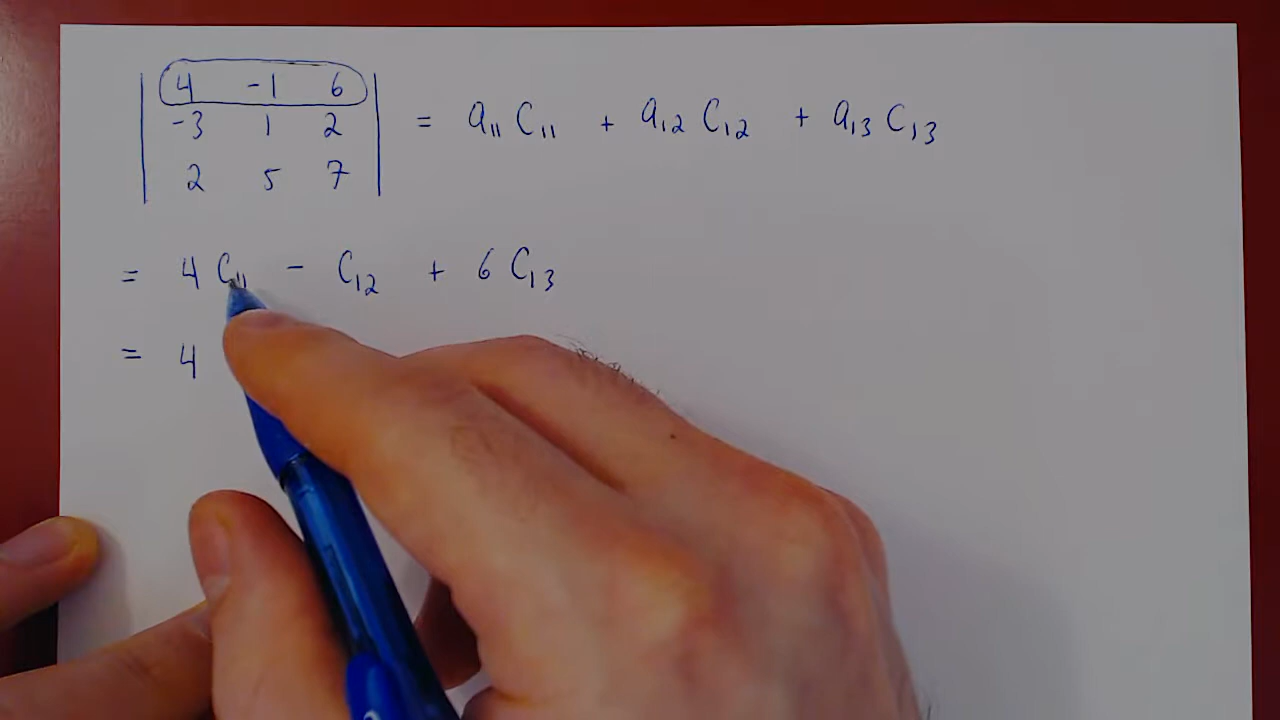 | 4 -1 6 |
| -3 1 2 | = a₁₁ C₁₁ + a₁₂ C₁₂ + a₁₃ C₁₃
| 2 5 7 |
= 4 C₁₁ - C₁₂ + 6 C₁₃
= 4